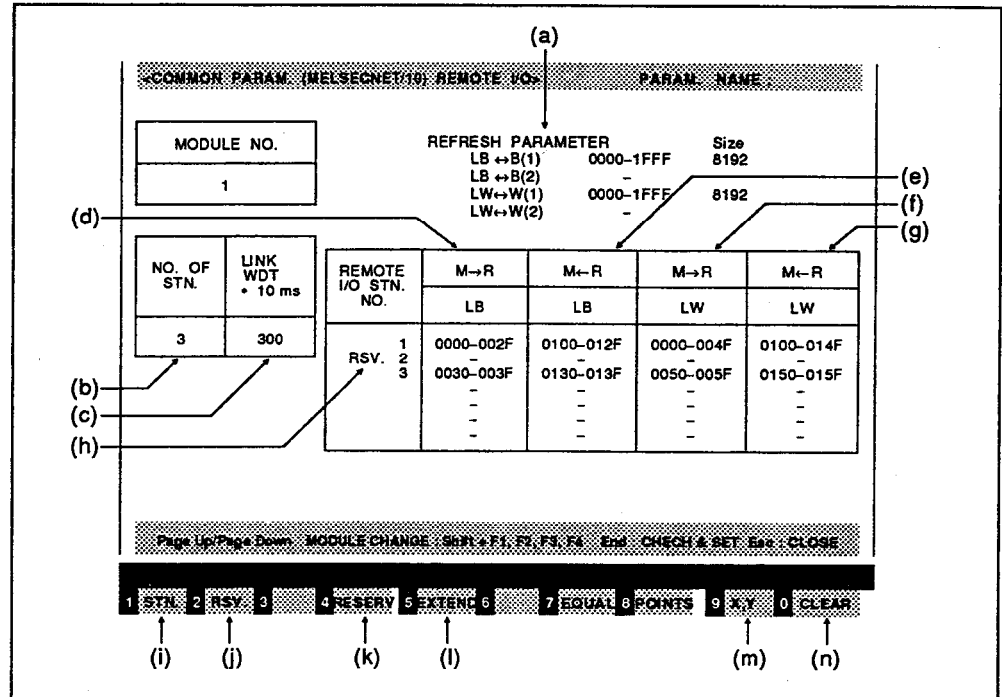 (a)
<COMMON PARAM. (MELSECNET/10) REMOTE I/O> PARAM. NAME .
MODULE NO.
1
REFRESH PARAMETER Size
LB ↔B(1) 0000-1FFF 8192
LB ↔B(2) –
LW↔W(1) 0000-1FFF 8192
LW↔W(2) –
(d)
(e)
(f)
(g)
NO. OF STN. LINK WDT * 10 ms
3 300
REMOTE I/O STN. NO. M→R M←R M→R M←R
LB LB LW LW
1 0000-002F 0100-012F 0000-004F 0100-014F
RSV. 2 – – – –
3 0030-003F 0130-013F 0050-005F 0150-015F
– – – –
– – – –
– – – –
– – – –
(b)
(c)
(h)
Page Up/Page Down MODULE CHANGE : Shift + F1, F2, F3, F4 End : CHECH & SET Esc : CLOSE
1 STN. 2 RSV. 3 4 RESERV 5 EXTEND 6 7 EQUAL 8 POINTS 9 X,Y 0 CLEAR
(i) (j) (k) (l) (m) (n)